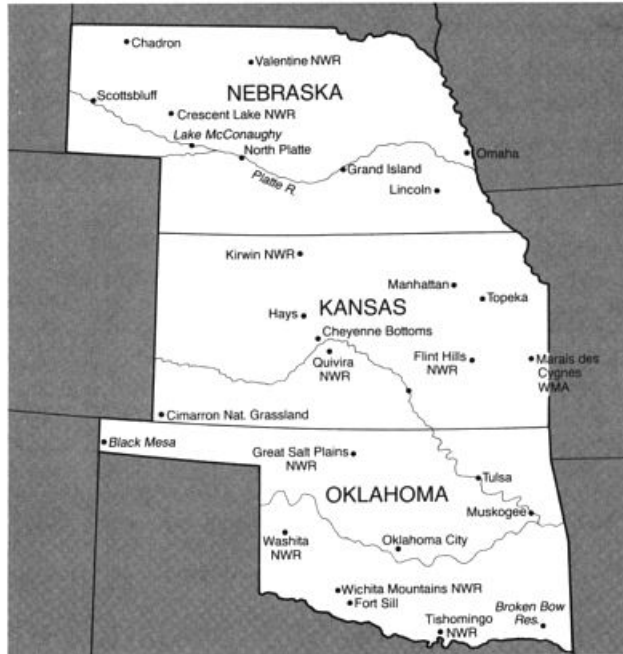 Chadron
Valentine NWR
NEBRASKA
Scottsbluff
Crescent Lake NWR
Lake McConaughy
North Platte
Platte R.
Grand Island
Omaha
Lincoln
Kirwin NWR
Manhattan
Topeka
KANSAS
Hays
Cheyenne Bottoms
Quivira
NWR
Flint Hills
NWR
Marais des
Cygnes
WMA
Cimarron Nat. Grassland
Black Mesa
Great Salt Plains
NWR
Tulsa
OKLAHOMA
Muskogee
Washita
NWR
Oklahoma City
Wichita Mountains NWR
Fort Sill
Tishomingo
NWR
Broken Bow
Res.